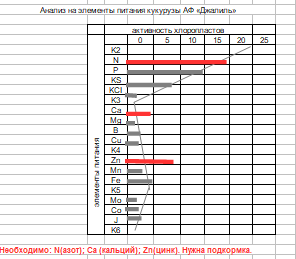 Анализ на элементы питания кукурузы АФ «Джалиль»
активность хлоропластов
0 5 10 15 20 25
элементы питания
K2
N
P
KS
KCl
K3
Ca
Mg
B
Cu
K4
Zn
Mn
Fe
K5
Mo
Co
J
K6
Необходимо: N(азот); Ca (кальций); Zn(цинк). Нужна подкормка.